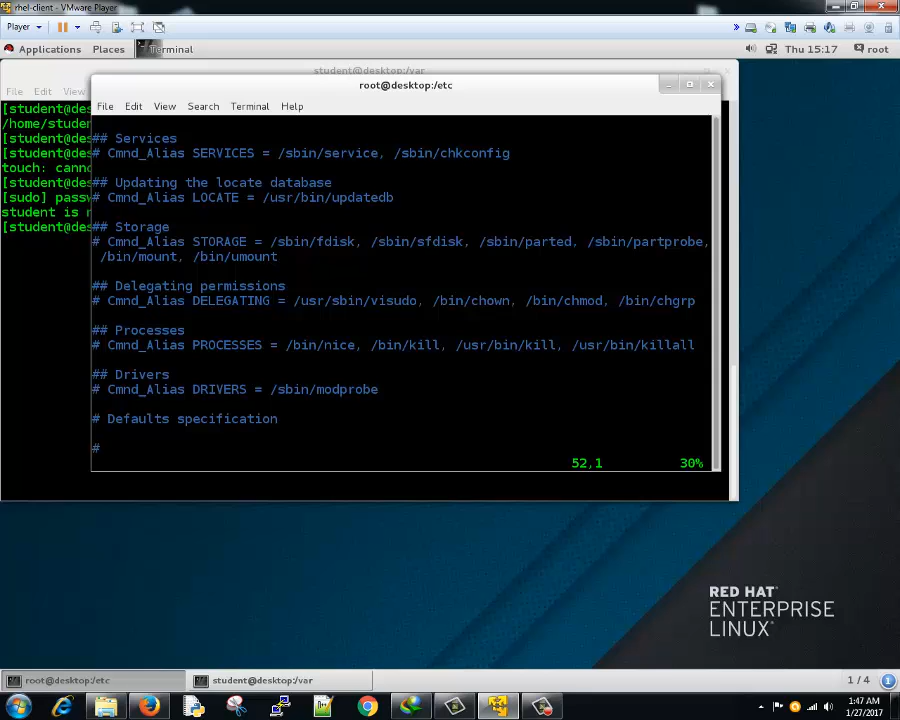 rhel-client - VMware Player
Player
Applications Places Terminal Thu 15:17 root
student@desktop:/var
root@desktop:/etc
File Edit View
File Edit View Search Terminal Help
[student@des
/home/studen
[student@des
[student@des
touch: canno
[student@des
[sudo] passw
student is n
[student@des
## Services
# Cmnd_Alias SERVICES = /sbin/service, /sbin/chkconfig
## Updating the locate database
# Cmnd_Alias LOCATE = /usr/bin/updatedb
## Storage
# Cmnd_Alias STORAGE = /sbin/fdisk, /sbin/sfdisk, /sbin/parted, /sbin/partprobe,
/bin/mount, /bin/umount
## Delegating permissions
# Cmnd_Alias DELEGATING = /usr/sbin/visudo, /bin/chown, /bin/chmod, /bin/chgrp
## Processes
# Cmnd_Alias PROCESSES = /bin/nice, /bin/kill, /usr/bin/kill, /usr/bin/killall
## Drivers
# Cmnd_Alias DRIVERS = /sbin/modprobe
# Defaults specification
#
52,1 30%
RED HAT
ENTERPRISE
LINUX
root@desktop:/etc student@desktop:/var 1 / 4 1
1:47 AM
1/27/2017